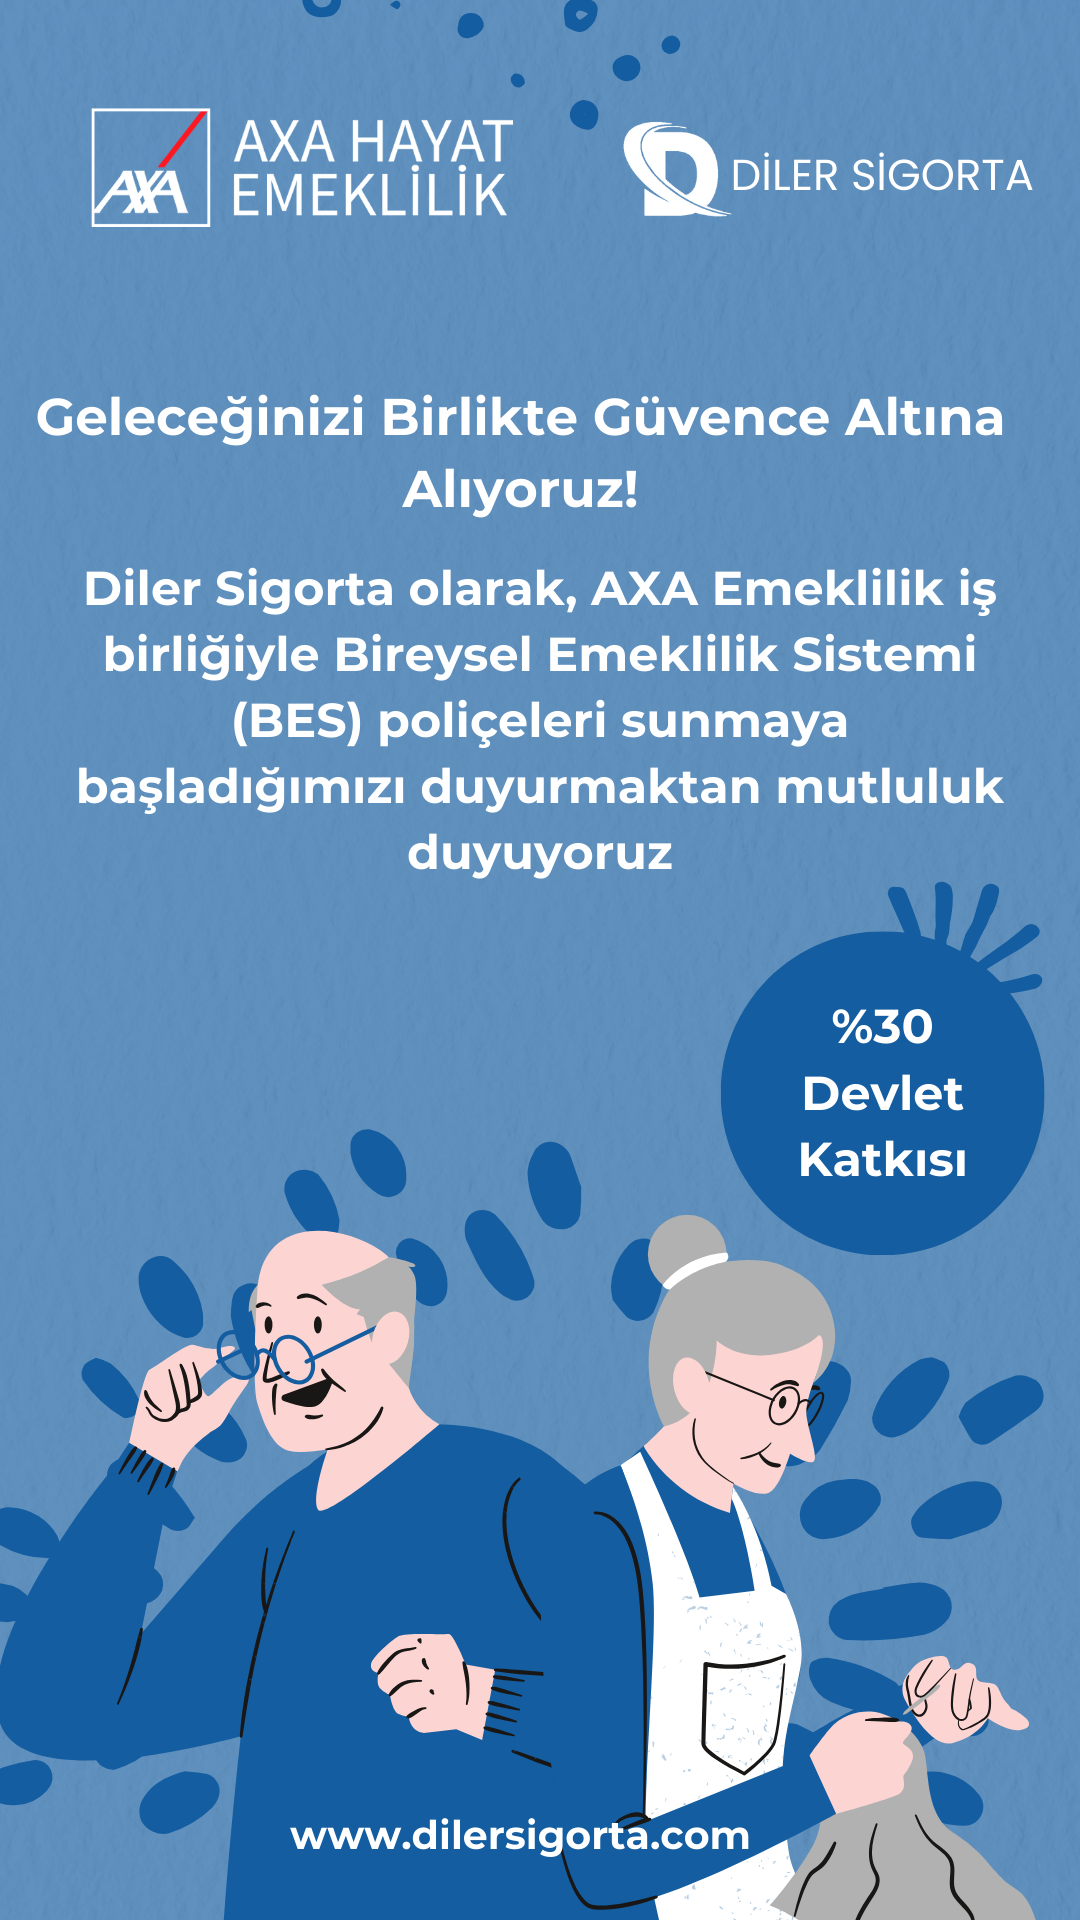 AXA
AXA HAYAT
EMEKLİLİK
DİLER SİGORTA
Geleceğinizi Birlikte Güvence Altına
Alıyoruz!
Diler Sigorta olarak, AXA Emeklilik iş
birliğiyle Bireysel Emeklilik Sistemi
(BES) poliçeleri sunmaya
başladığımızı duyurmaktan mutluluk
duyuyoruz
%30
Devlet
Katkısı
www.dilersigorta.com